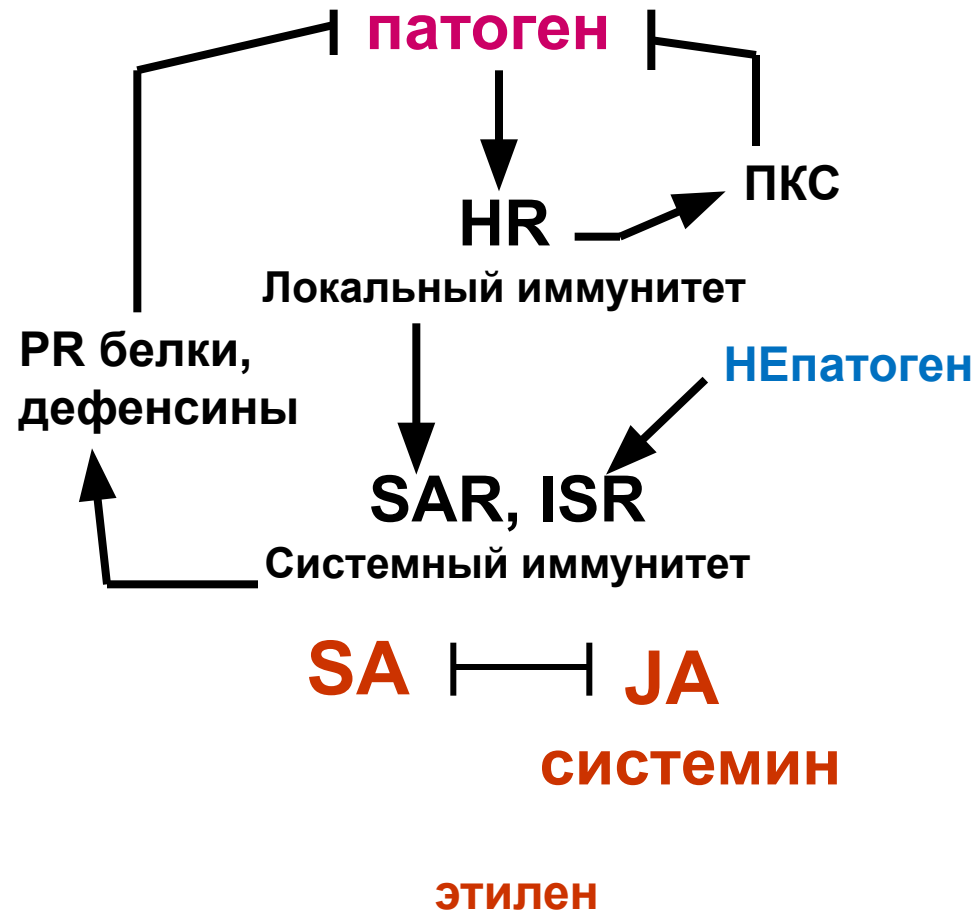 патоген
ПКС
HR
Локальный иммунитет
PR белки,
дефенсины
НЕпатоген
SAR, ISR
Системный иммунитет
SA
JA
системин
этилен